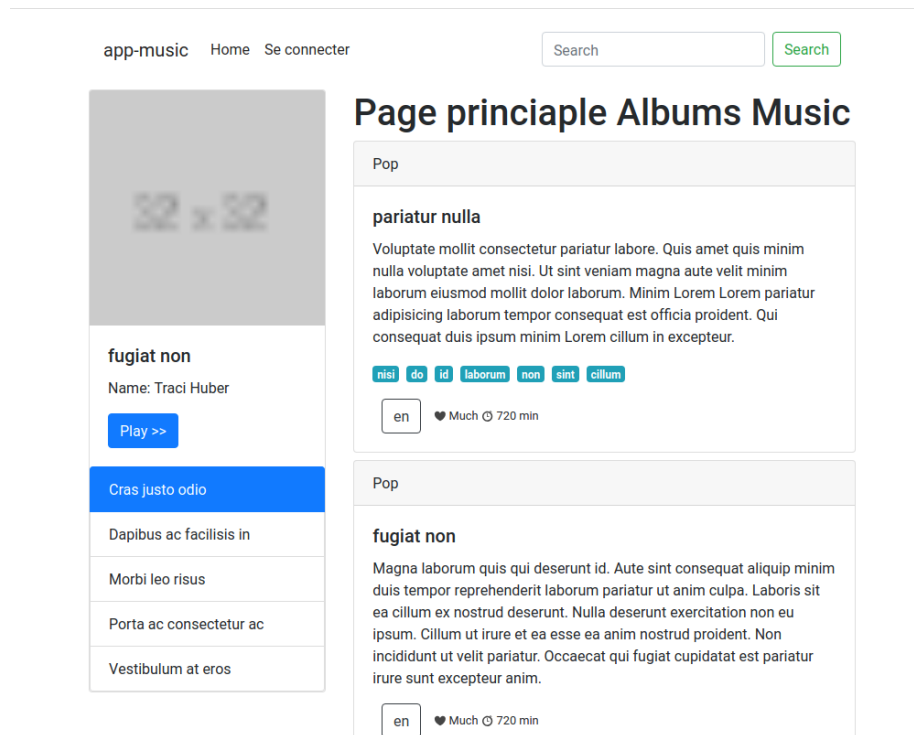 app-music Home Se connecter Search Search
32 x 32
fugiat non
Name: Traci Huber
Play >>
Cras justo odio
Dapibus ac facilisis in
Morbi leo risus
Porta ac consectetur ac
Vestibulum at eros
Page princiaple Albums Music
Pop
pariatur nulla
Voluptate mollit consectetur pariatur labore. Quis amet quis minim
nulla voluptate amet nisi. Ut sint veniam magna aute velit minim
laborum eiusmod mollit dolor laborum. Minim Lorem Lorem pariatur
adipisicing laborum tempor consequat est officia proident. Qui
consequat duis ipsum minim Lorem cillum in excepteur.
nisi do id laborum non sint cillum
en Much 720 min
Pop
fugiat non
Magna laborum quis qui deserunt id. Aute sint consequat aliquip minim
duis tempor reprehenderit laborum pariatur ut anim culpa. Laboris sit
ea cillum ex nostrud deserunt. Nulla deserunt exercitation non eu
ipsum. Cillum ut irure et ea esse ea anim nostrud proident. Non
incididunt ut velit pariatur. Occaecat qui fugiat cupidatat est pariatur
irure sunt excepteur anim.
en Much 720 min